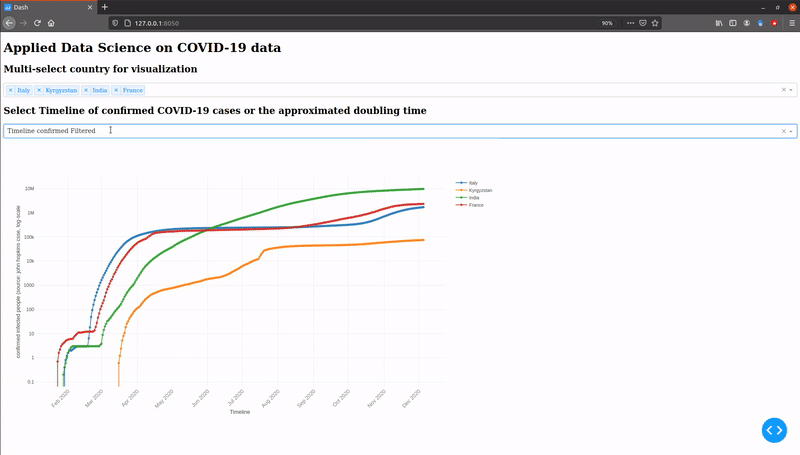 Dash
127.0.0.1:8050
90%
Applied Data Science on COVID-19 data
Multi-select country for visualization
× Italy × Kyrgyzstan × India × France
Select Timeline of confirmed COVID-19 cases or the approximated doubling time
Timeline confirmed Filtered
confirmed infected people (source: john hopkins csse, log-scale
10M
1M
100k
10k
1000
100
10
1
0.1
Feb 2020
Mar 2020
Apr 2020
May 2020
Jun 2020
Jul 2020
Aug 2020
Sep 2020
Oct 2020
Nov 2020
Dec 2020
Timeline
Italy
Kyrgyzstan
India
France